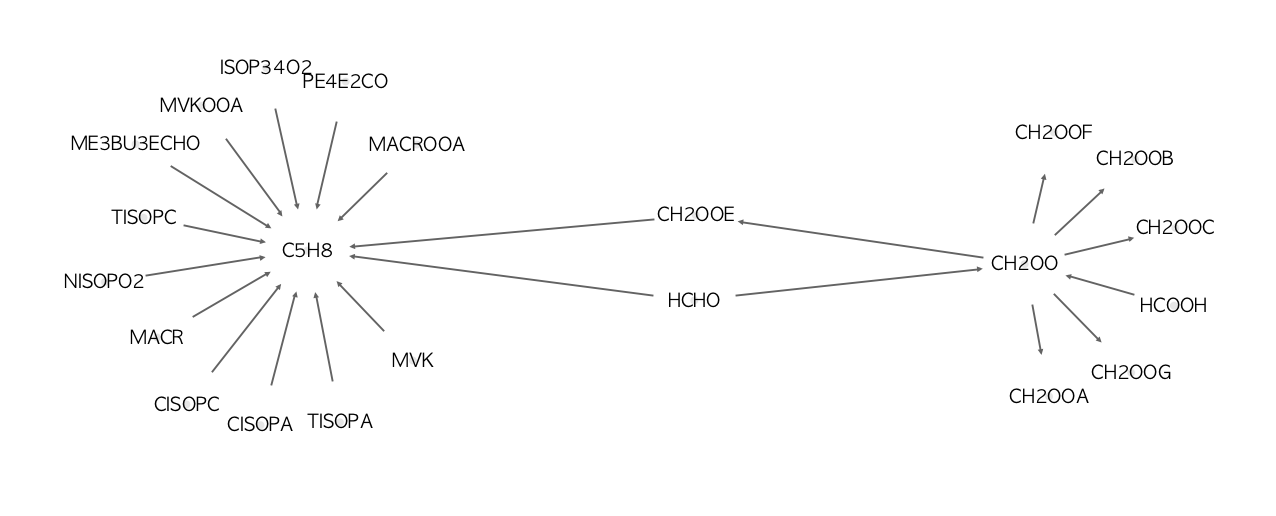 ISOP34O2
PE4E2CO
MVKOOA
ME3BU3ECHO
MACROOA
CH2OOF
CH2OOB
TISOPC
CH2OOE
CH2OOC
C5H8
CH2OO
NISOPO2
HCHO
HCOOH
MACR
MVK
CH2OOG
CISOPC
CH2OOA
CISOPA
TISOPA